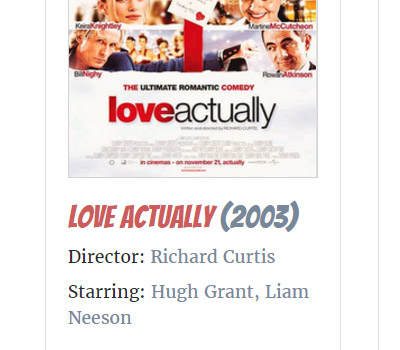 KeiraKnightley
MartineMcCutcheon
BillNighy
RowanAtkinson
THE ULTIMATE ROMANTIC COMEDY
loveactually
Written and directed by RICHARD CURTIS
in cinemas - on november 21, actually
LOVE ACTUALLY (2003)
Director: Richard Curtis
Starring: Hugh Grant, Liam
Neeson